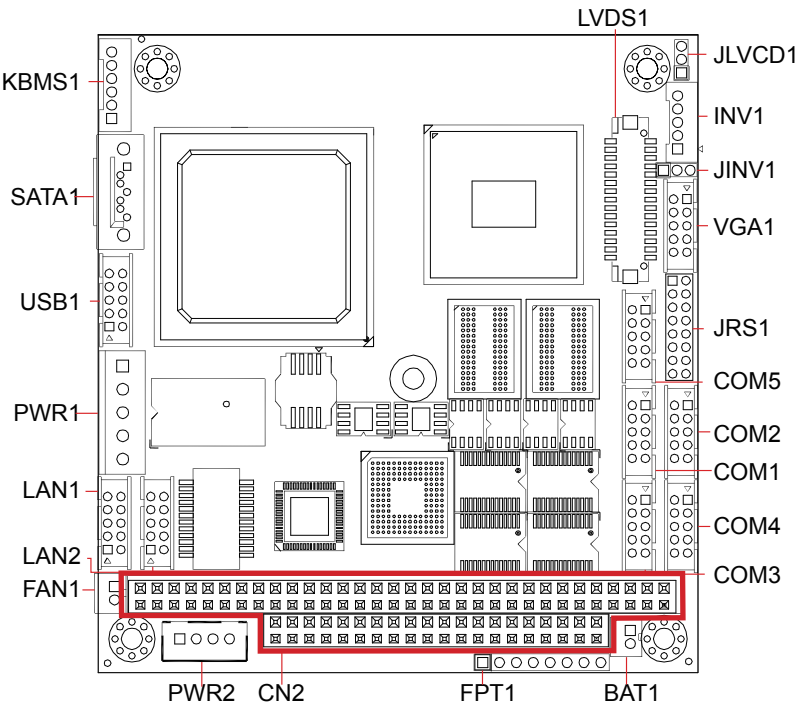 LVDS1
KBMS1
JLVCD1
INV1
JINV1
SATA1
VGA1
USB1
JRS1
COM5
PWR1
COM2
COM1
LAN1
COM4
LAN2
COM3
FAN1
PWR2
CN2
FPT1
BAT1